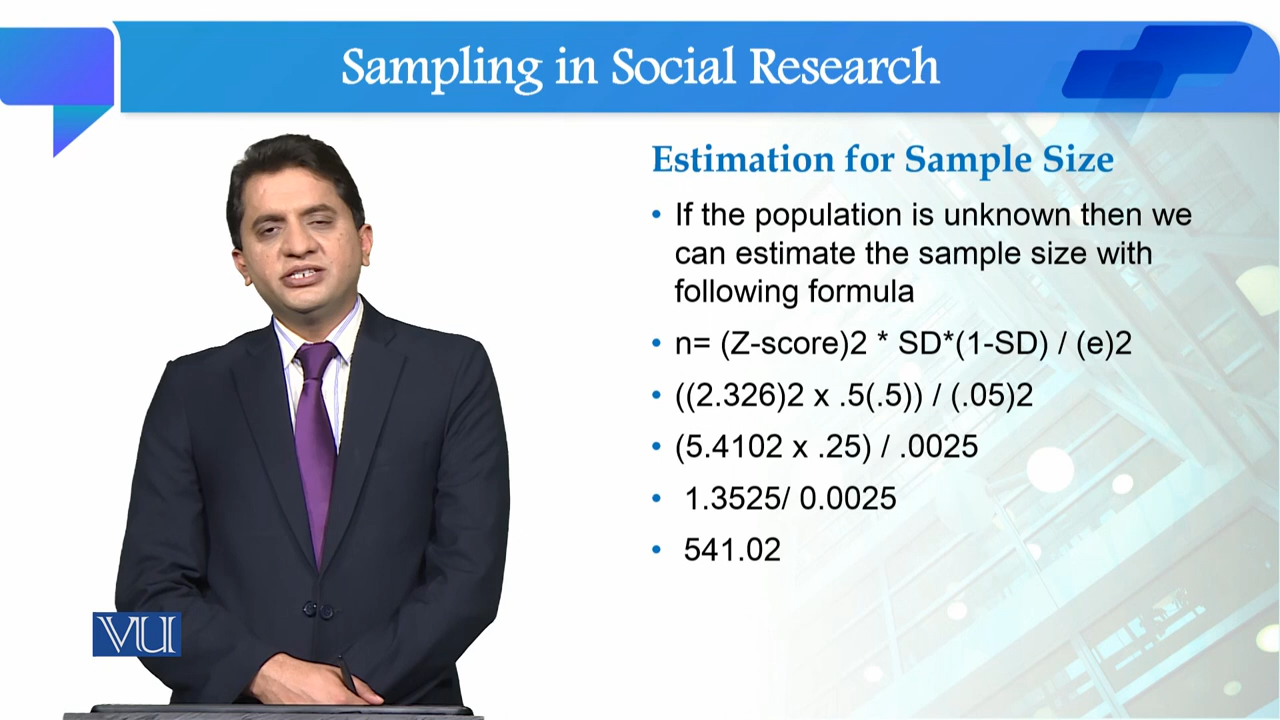 Sampling in Social Research
Estimation for Sample Size
• If the population is unknown then we
can estimate the sample size with
following formula
• n= (Z-score)2 * SD*(1-SD) / (e)2
• ((2.326)2 x .5(.5)) / (.05)2
• (5.4102 x .25) / .0025
• 1.3525/ 0.0025
• 541.02
VU